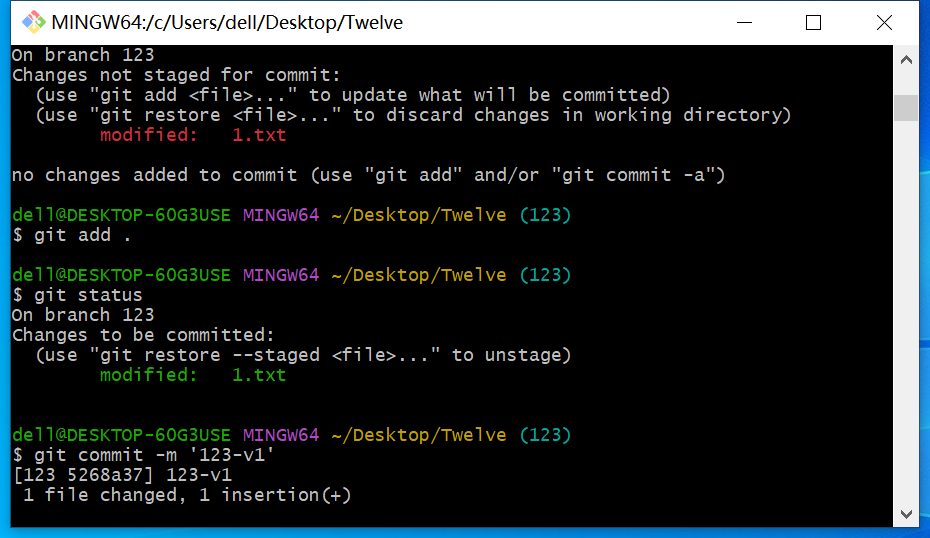 MINGW64:/c/Users/dell/Desktop/Twelve
On branch 123
Changes not staged for commit:
  (use "git add <file>..." to update what will be committed)
  (use "git restore <file>..." to discard changes in working directory)
        modified:   1.txt

no changes added to commit (use "git add" and/or "git commit -a")

dell@DESKTOP-60G3USE MINGW64 ~/Desktop/Twelve (123)
$ git add .

dell@DESKTOP-60G3USE MINGW64 ~/Desktop/Twelve (123)
$ git status
On branch 123
Changes to be committed:
  (use "git restore --staged <file>..." to unstage)
        modified:   1.txt


dell@DESKTOP-60G3USE MINGW64 ~/Desktop/Twelve (123)
$ git commit -m '123-v1'
[123 5268a37] 123-v1
 1 file changed, 1 insertion(+)